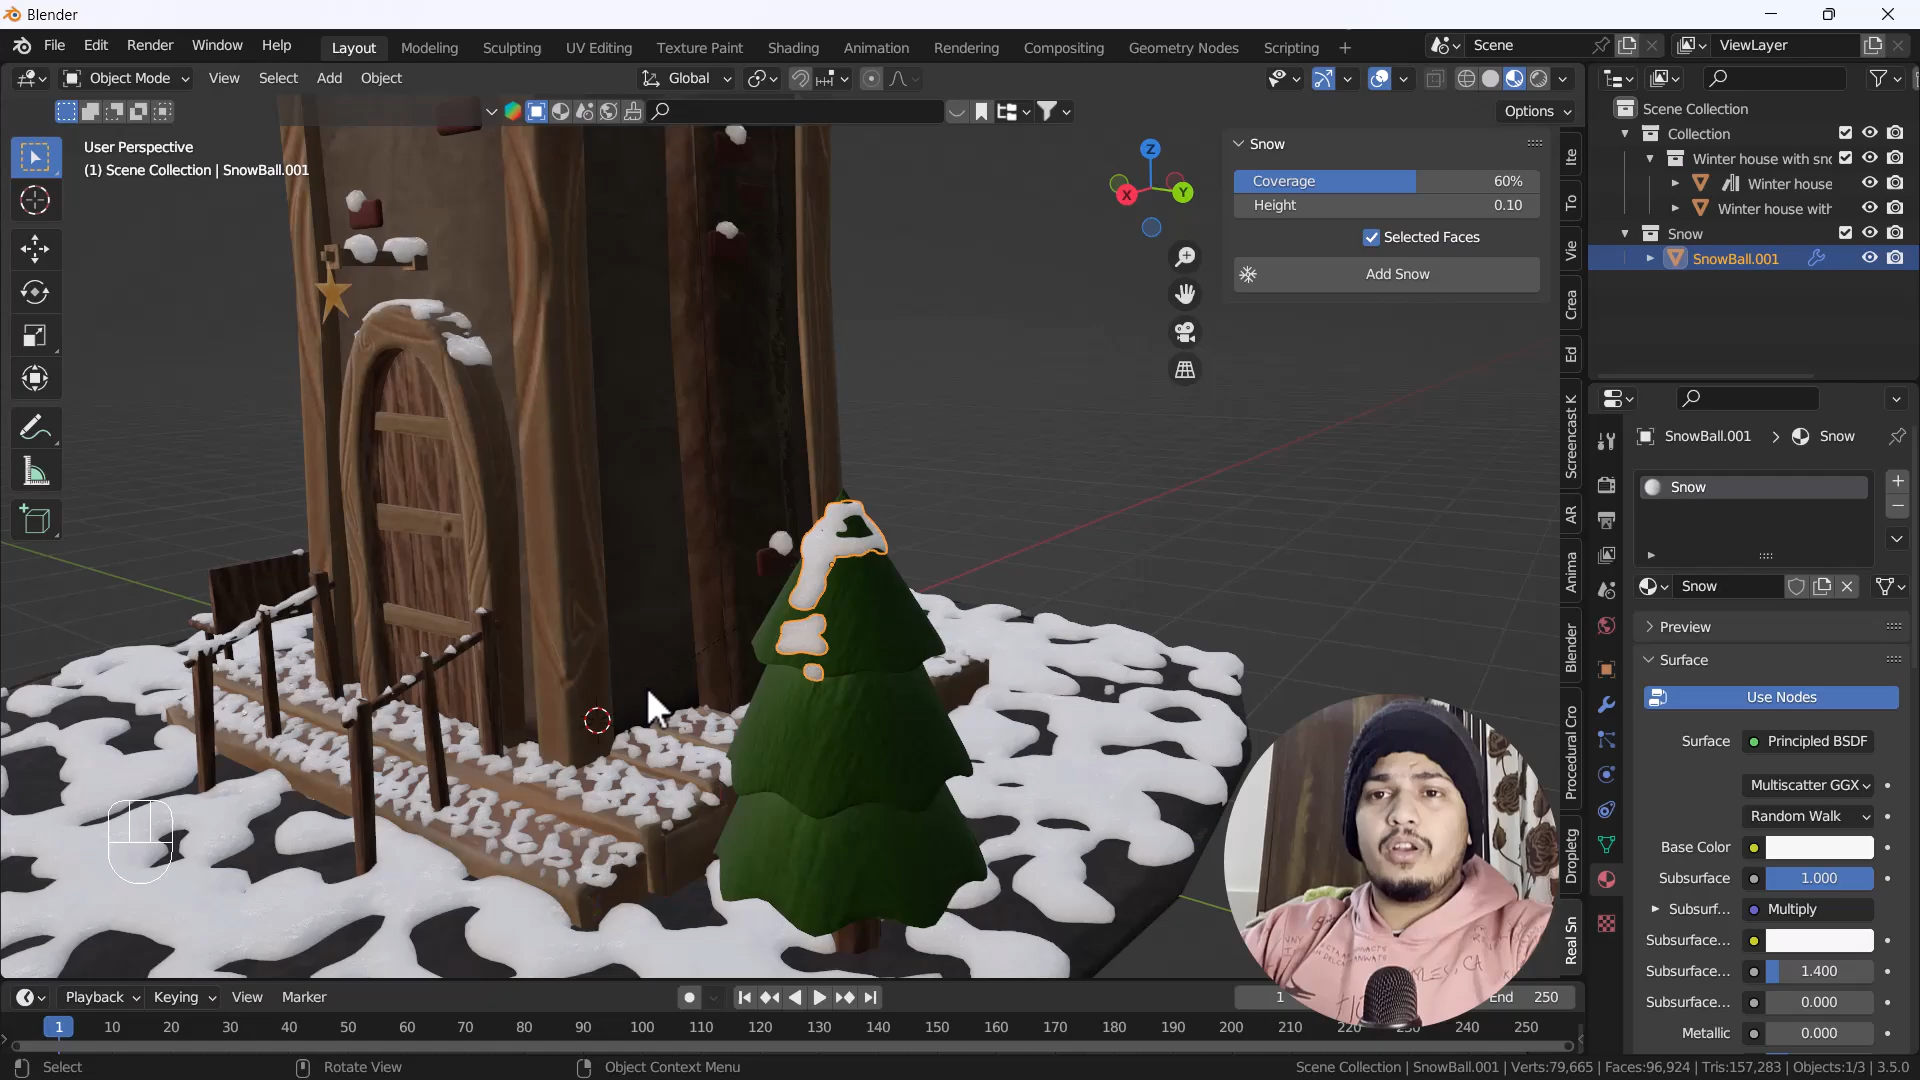 Blender
File Edit Render Window Help
Layout Modeling Sculpting UV Editing Texture Paint Shading Animation Rendering Compositing Geometry Nodes Scripting
Scene ViewLayer
Object Mode View Select Add Object
Global
Options
User Perspective
(1) Scene Collection | SnowBall.001
Z
X
Y
Snow
Coverage 60%
Height 0.10
Selected Faces
Add Snow
Ite
To
Vie
Crea
Ed
Screencast K
AR
Anima
Blender
Procedural Cro
Dropletg
Real Sn
Scene Collection
Collection
Winter house with sno
Winter house
Winter house with
Snow
SnowBall.001
SnowBall.001 > Snow
Snow
Snow
Preview
Surface
Use Nodes
Surface Principled BSDF
Multiscatter GGX
Random Walk
Base Color
Subsurface 1.000
Subsurf... Multiply
Subsurface...
Subsurface... 1.400
Subsurface... 0.000
Metallic 0.000
Playback Keying View Marker
1 End 250
1 10 20 30 40 50 60 70 80 90 100 110 120 130 140 150 160 170 180 190 200 210 220 230 240 250
Select Rotate View Object Context Menu
Scene Collection | SnowBall.001 | Verts:79,665 | Faces:96,924 | Tris:157,283 | Objects:1/3 | 3.5.0